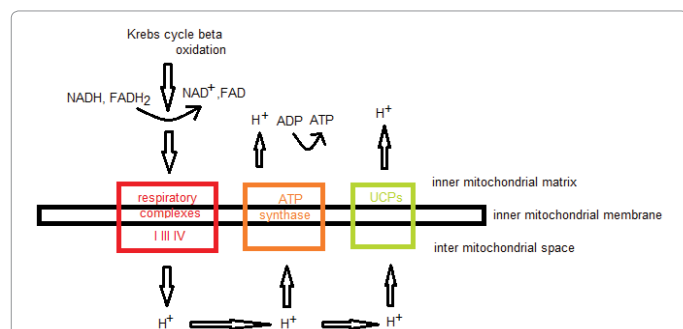 Krebs cycle beta
oxidation
NADH, FADH₂
NAD⁺,FAD
H⁺
ADP ATP
H⁺
respiratory
complexes
I III IV
ATP
synthase
UCPs
inner mitochondrial matrix
inner mitochondrial membrane
inter mitochondrial space
H⁺
H⁺
H⁺